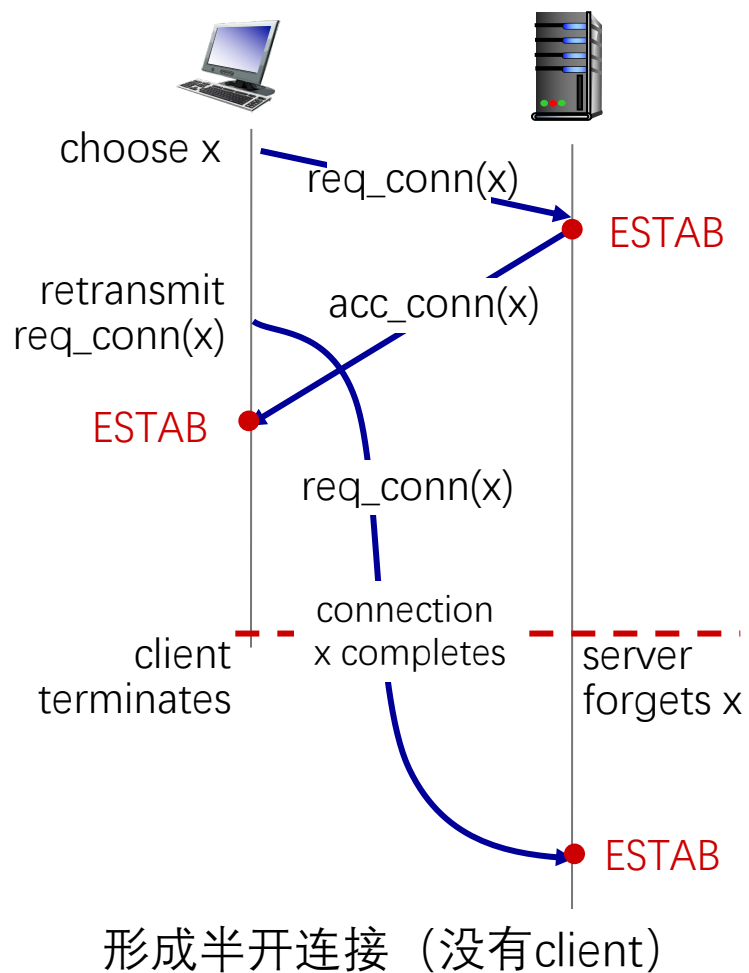 choose x
req_conn(x)
ESTAB
retransmit
req_conn(x)
acc_conn(x)
ESTAB
req_conn(x)
connection
x completes
client
terminates
server
forgets x
ESTAB
形成半开连接（没有client）